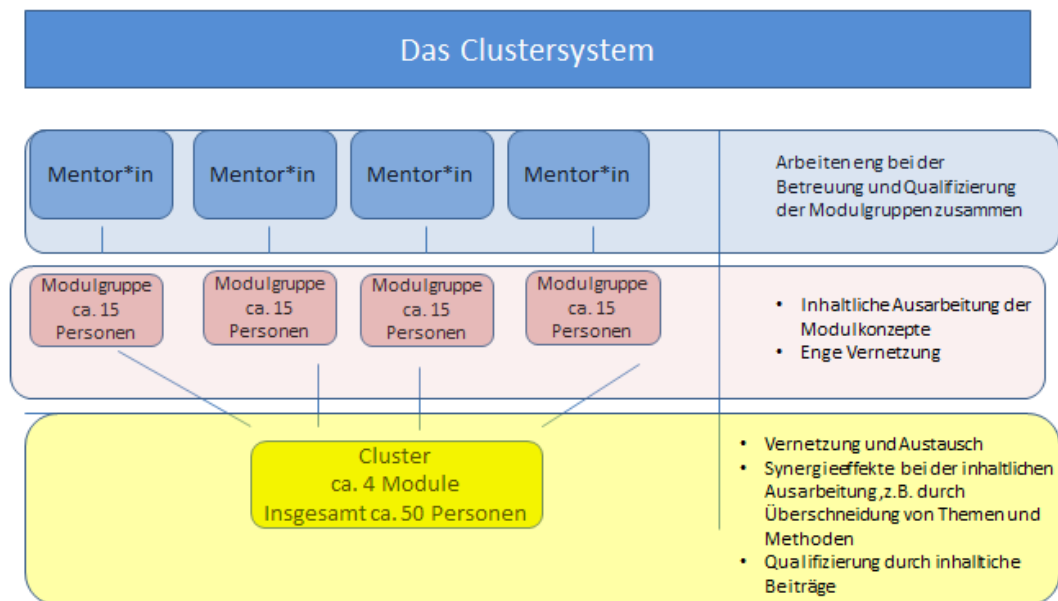 Das Clustersystem
Mentor*in
Mentor*in
Mentor*in
Mentor*in
Arbeiten eng bei der
Betreuung und Qualifizierung
der Modulgruppen zusammen
Modulgruppe
ca. 15
Personen
Modulgruppe
ca. 15
Personen
Modulgruppe
ca. 15
Personen
Modulgruppe
ca. 15
Personen
• Inhaltliche Ausarbeitung der
Modulkonzepte
• Enge Vernetzung
Cluster
ca. 4 Module
Insgesamt ca. 50 Personen
• Vernetzung und Austausch
• Synergieeffekte bei der inhaltlichen
Ausarbeitung,z.B. durch
Überschneidung von Themen und
Methoden
• Qualifizierung durch inhaltiche
Beiträge